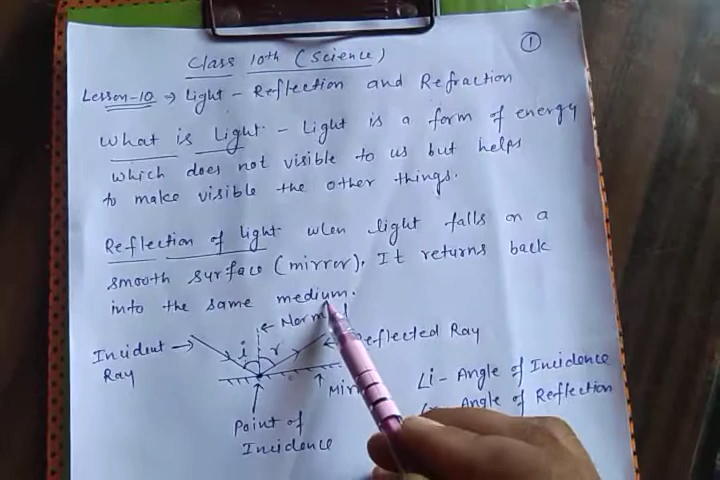 Class 10th (Science)
1
Lesson-10 → Light - Reflection and Refraction
What is Light - Light is a form of energy
which does not visible to us but helps
to make visible the other things.
Reflection of light when light falls on a
smooth surface (mirror). It returns back
into the same medium.
← Nor
Incident → i r ← Reflected Ray
Ray
↑ Mir
∠i - Angle of Incidence
Angle of Reflection
Point of
Incidence